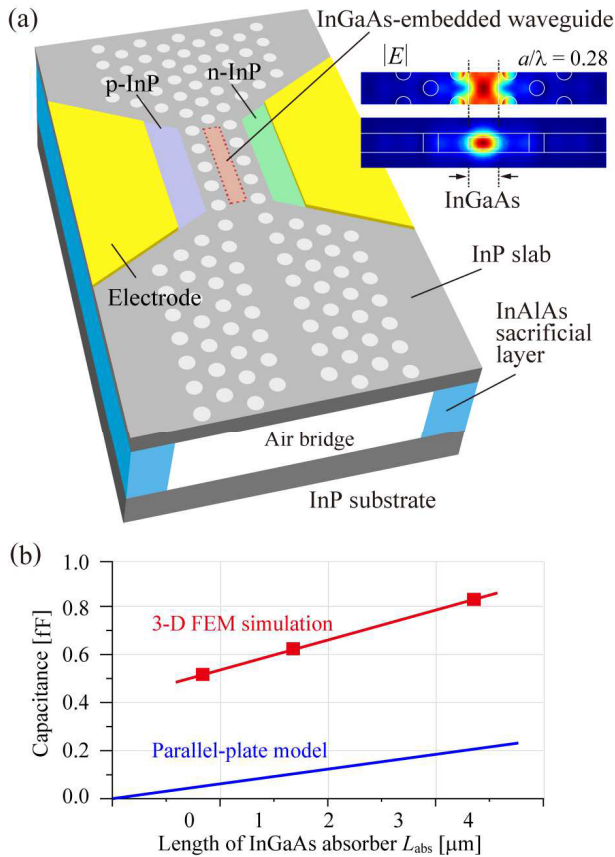 (a)
InGaAs-embedded waveguide
p-InP
n-InP
|E|
a/λ = 0.28
InGaAs
InP slab
Electrode
InAlAs
sacrificial
layer
Air bridge
InP substrate
(b)
1.0
0.8
0.6
0.4
0.2
0.0
Capacitance [fF]
3-D FEM simulation
Parallel-plate model
0 1 2 3 4
Length of InGaAs absorber Labs [μm]